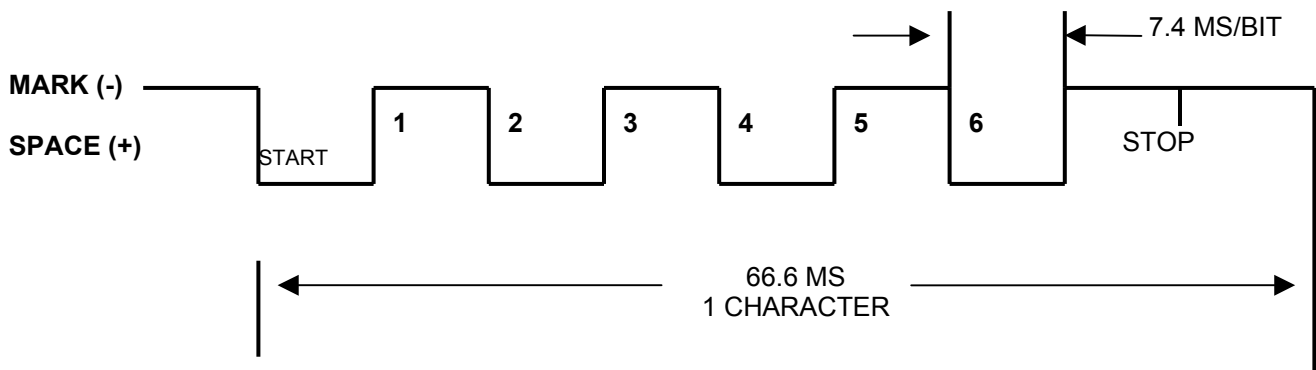 7.4 MS/BIT
MARK (-)
1 2 3 4 5 6
SPACE (+)
START
STOP
66.6 MS
1 CHARACTER